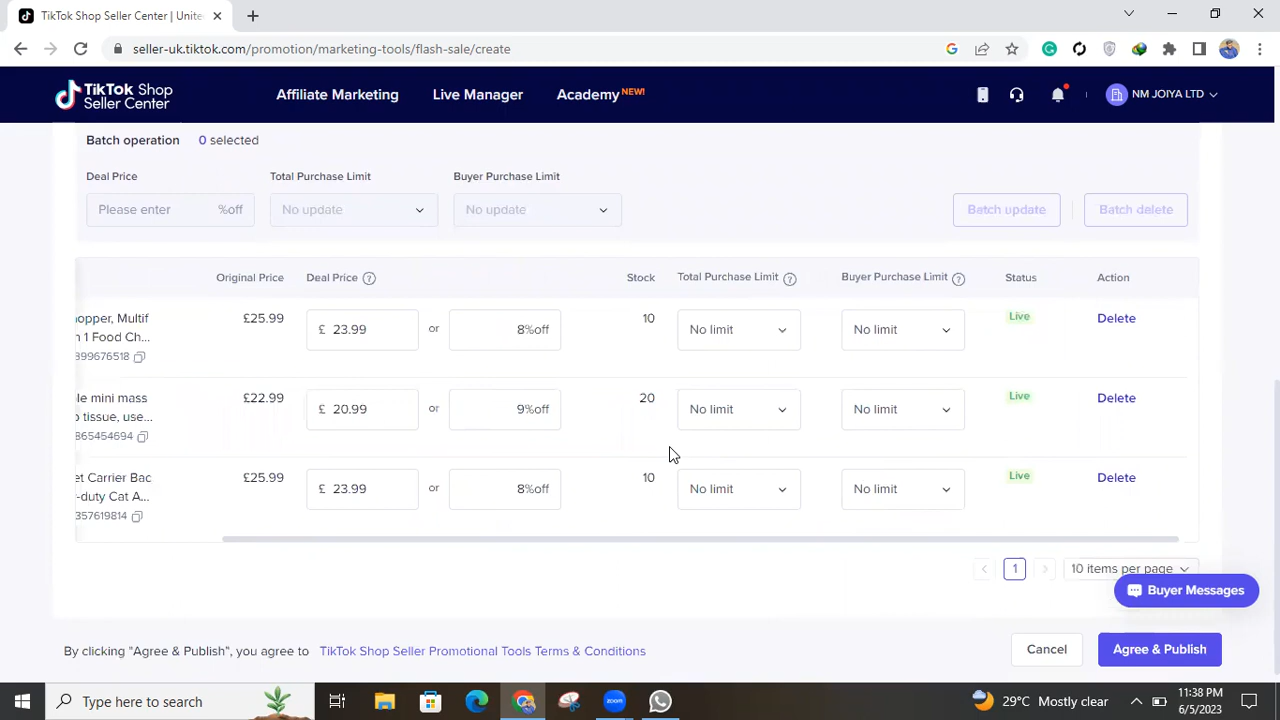 TikTok Shop Seller Center | Unite
seller-uk.tiktok.com/promotion/marketing-tools/flash-sale/create
TikTok Shop
Seller Center
Affiliate Marketing
Live Manager
Academy NEW!
NM JOIYA LTD
Batch operation
0 selected
Deal Price
Total Purchase Limit
Buyer Purchase Limit
Please enter %off
No update
No update
Batch update
Batch delete
Original Price
Deal Price
Stock
Total Purchase Limit
Buyer Purchase Limit
Status
Action
opper, Multif
n 1 Food Ch...
899676518
£25.99
£ 23.99
or
8%off
10
No limit
No limit
Live
Delete
le mini mass
p tissue, use...
865454694
£22.99
£ 20.99
or
9%off
20
No limit
No limit
Live
Delete
et Carrier Bac
r-duty Cat A...
357619814
£25.99
£ 23.99
or
8%off
10
No limit
No limit
Live
Delete
1
10 items per page
Buyer Messages
By clicking "Agree & Publish", you agree to TikTok Shop Seller Promotional Tools Terms & Conditions
Cancel
Agree & Publish
Type here to search
zoom
29°C Mostly clear
11:38 PM
6/5/2023